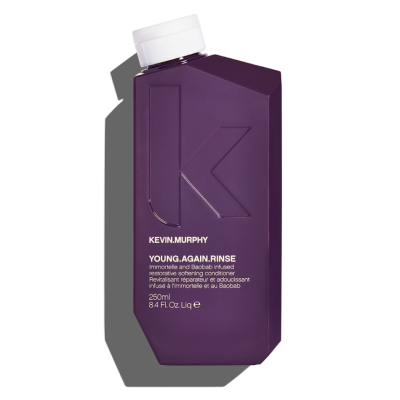 KEVIN.MURPHY
YOUNG.AGAIN.RINSE
Immortelle and Baobab infused
restorative softening conditioner
Revitalisant réparateur et adoucissant
infusé à l'Immortelle et au Baobab
250ml
8.4 Fl. Oz. Liq ℮